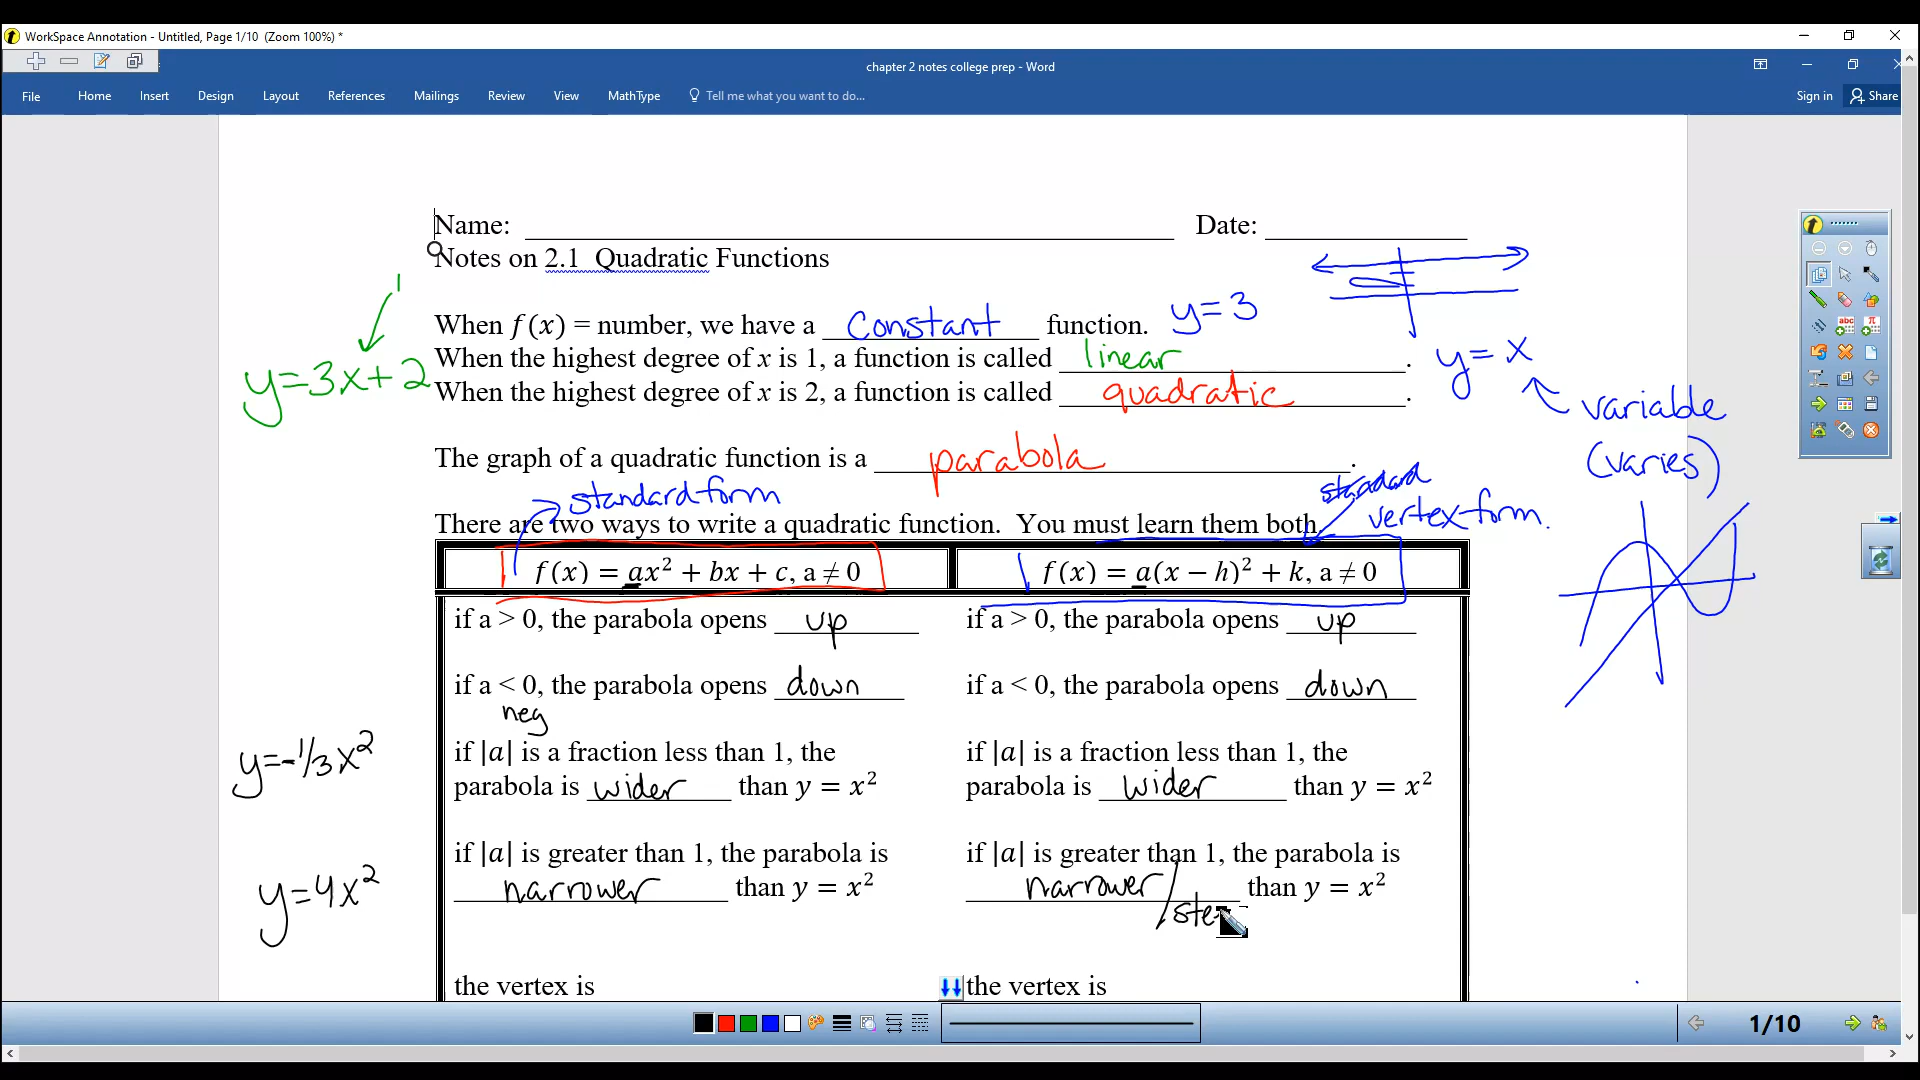 WorkSpace Annotation - Untitled, Page 1/10 (Zoom 100%) *
chapter 2 notes college prep - Word
File Home Insert Design Layout References Mailings Review View MathType Tell me what you want to do... Sign in Share
Name: ____ Date: ____
Notes on 2.1 Quadratic Functions
1
When f(x) = number, we have a constant function. y=3
y=3x+2
When the highest degree of x is 1, a function is called linear.
y=x
When the highest degree of x is 2, a function is called quadratic.
variable
(varies)
The graph of a quadratic function is a parabola.
standard form
standard
vertex form.
There are two ways to write a quadratic function. You must learn them both.
f(x) = ax² + bx + c, a ≠ 0
f(x) = a(x − h)² + k, a ≠ 0
if a > 0, the parabola opens up
if a > 0, the parabola opens up
if a < 0, the parabola opens down
neg
if a < 0, the parabola opens down
y=-1/3x²
if |a| is a fraction less than 1, the
parabola is wider than y = x²
if |a| is a fraction less than 1, the
parabola is wider than y = x²
y=4x²
if |a| is greater than 1, the parabola is
narrower than y = x²
if |a| is greater than 1, the parabola is
narrower/ste than y = x²
the vertex is
the vertex is
1/10